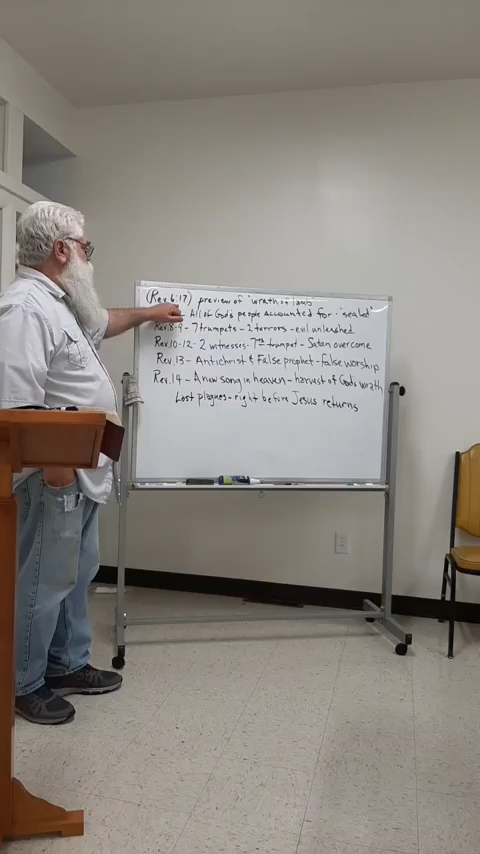 (Rev. 6:17) preview of "wrath of lamb
All of God's people accounted for - "sealed"
Rev. 8-9 - 7 trumpets - 2 terrors - evil unleashed
Rev. 10-12 - 2 witnesses - 7th trumpet - Satan overcome
Rev. 13 - Antichrist & False prophet - false worship
Rev. 14 - A new song in heaven - harvest of God's wrath
Last plagues - right before Jesus returns